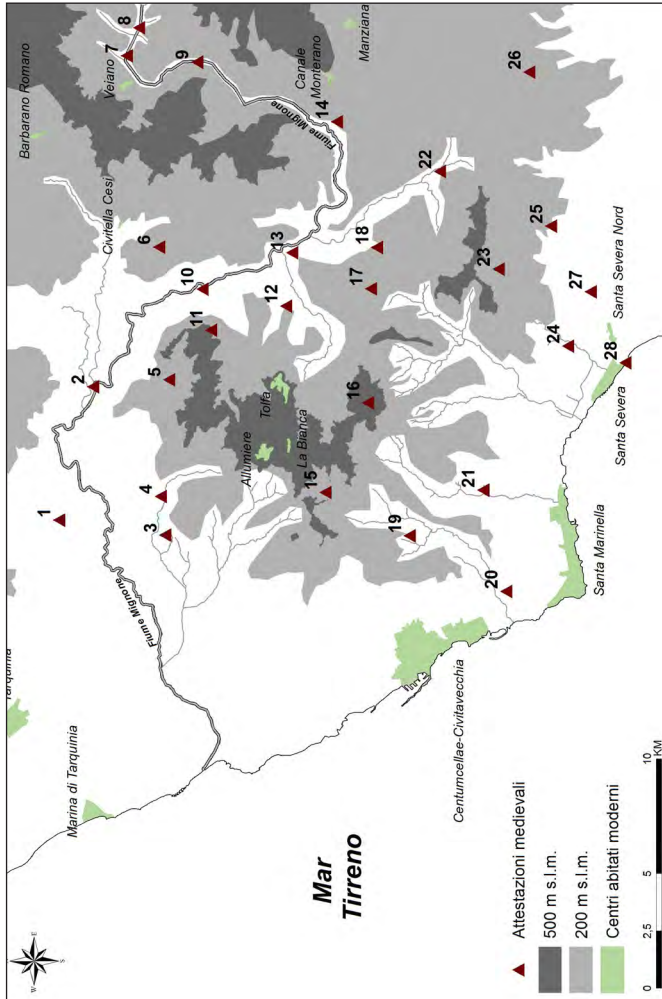 Barbarano Romano
Veiano
7
8
9
Manziana
Canale
Monterano
14
Fiume Mignone
26
Civitella Cesi
6
22
25
13
18
10
17
23
27
Santa Severa Nord
12
11
24
28
2
5
16
Tolfa
Allumiere
La Bianca
Santa Severa
15
4
1
3
21
19
20
Santa Marinella
Fiume Mignone
Tarquinia
Marina di Tarquinia
Centumcellae-Civitavecchia
Mar
Tirreno
N
E
S
W
Attestazioni medievali
500 m s.l.m.
200 m s.l.m.
Centri abitati moderni
0
2,5
5
10
KM